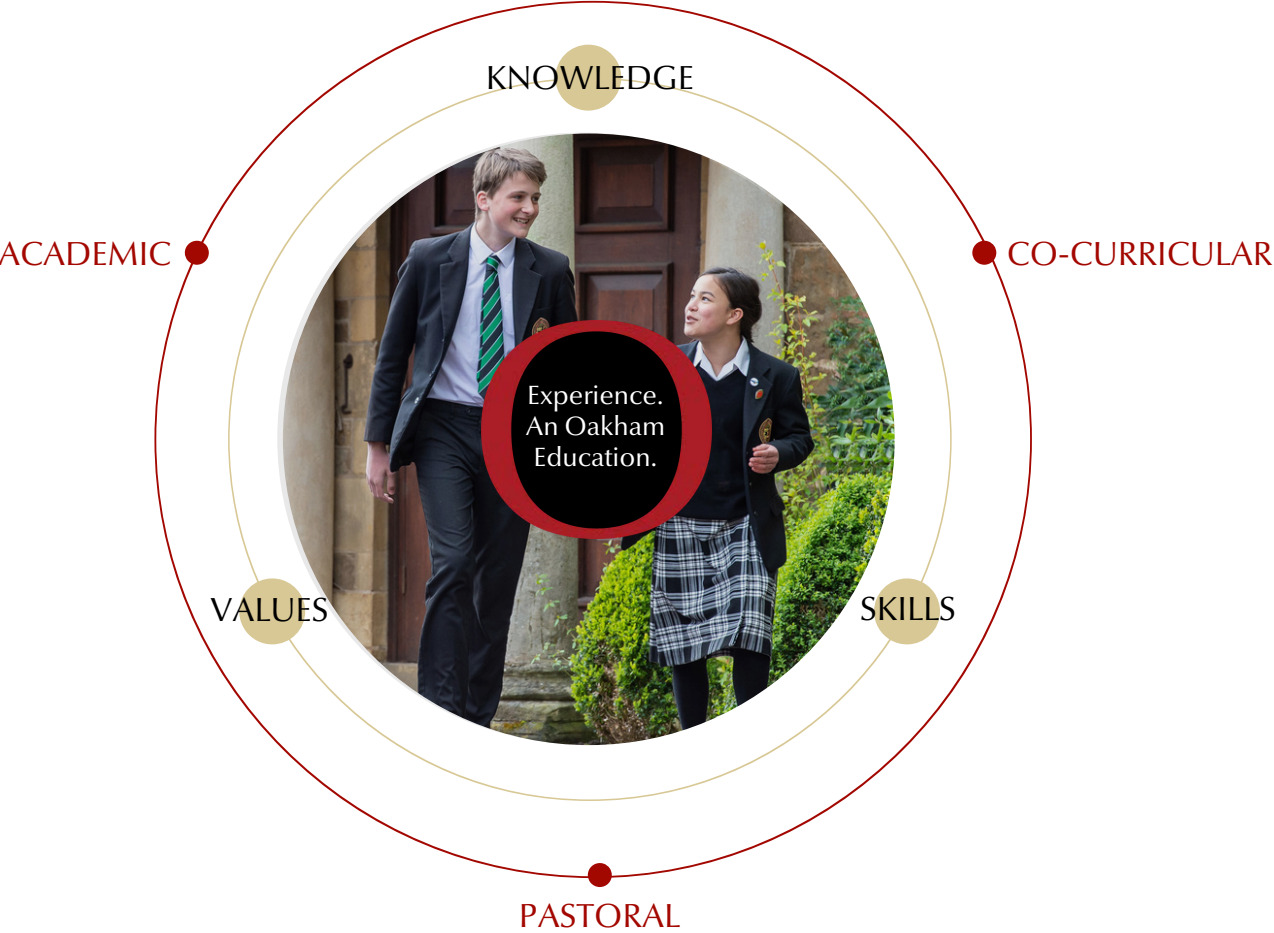 KNOWLEDGE
ACADEMIC
CO-CURRICULAR
Experience.
An Oakham
Education.
VALUES
SKILLS
PASTORAL